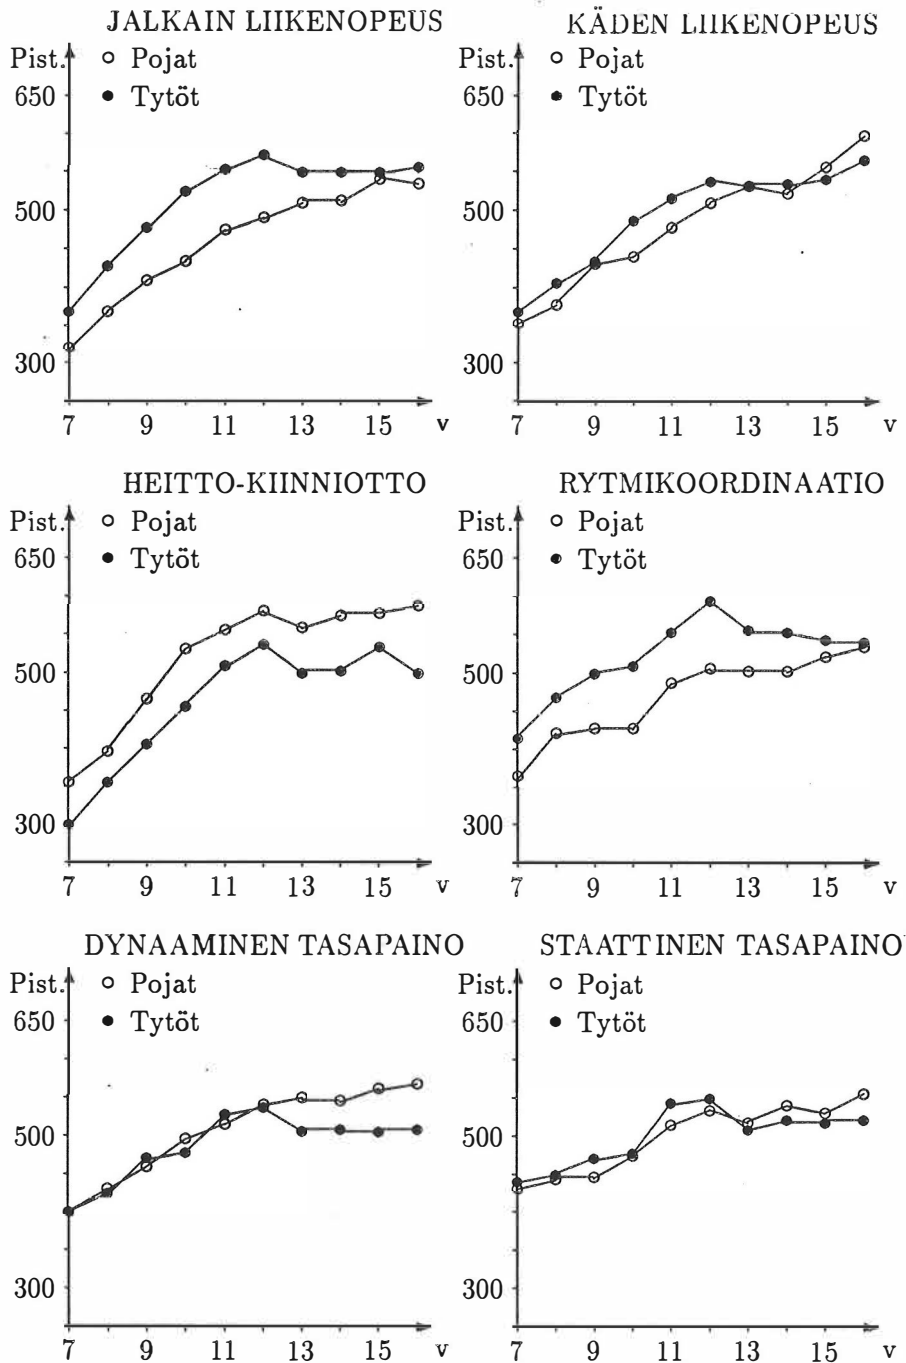 JALKAIN LIIKENOPEUS
Pist.
○ Pojat
● Tytöt
650
500
300
7 9 11 13 15 v
KÄDEN LIIKENOPEUS
Pist.
○ Pojat
● Tytöt
650
500
300
7 9 11 13 15 v
HEITTO-KIINNIOTTO
Pist.
○ Pojat
● Tytöt
650
500
300
7 9 11 13 15 v
RYTMIKOORDINAATIO
Pist.
○ Pojat
● Tytöt
650
500
300
7 9 11 13 15 v
DYNAAMINEN TASAPAINO
Pist.
○ Pojat
● Tytöt
650
500
300
7 9 11 13 15 v
STAATTINEN TASAPAINO
Pist.
○ Pojat
● Tytöt
650
500
300
7 9 11 13 15 v